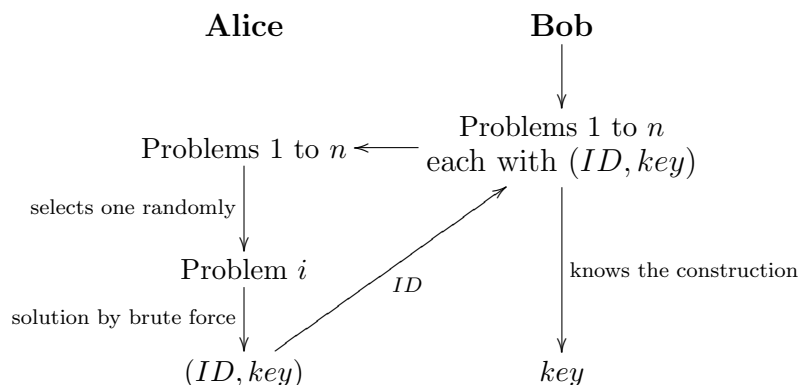 Alice
Bob
Problems 1 to n
each with (ID, key)
Problems 1 to n
selects one randomly
Problem i
knows the construction
ID
solution by brute force
(ID, key)
key